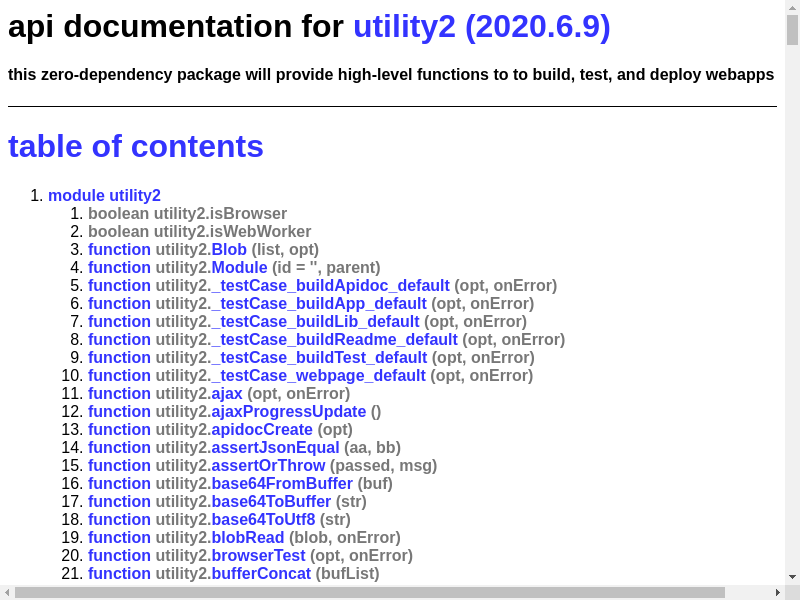 api documentation for utility2 (2020.6.9)
this zero-dependency package will provide high-level functions to to build, test, and deploy webapps
table of contents
1. module utility2
1. boolean utility2.isBrowser
2. boolean utility2.isWebWorker
3. function utility2.Blob (list, opt)
4. function utility2.Module (id = '', parent)
5. function utility2._testCase_buildApidoc_default (opt, onError)
6. function utility2._testCase_buildApp_default (opt, onError)
7. function utility2._testCase_buildLib_default (opt, onError)
8. function utility2._testCase_buildReadme_default (opt, onError)
9. function utility2._testCase_buildTest_default (opt, onError)
10. function utility2._testCase_webpage_default (opt, onError)
11. function utility2.ajax (opt, onError)
12. function utility2.ajaxProgressUpdate ()
13. function utility2.apidocCreate (opt)
14. function utility2.assertJsonEqual (aa, bb)
15. function utility2.assertOrThrow (passed, msg)
16. function utility2.base64FromBuffer (buf)
17. function utility2.base64ToBuffer (str)
18. function utility2.base64ToUtf8 (str)
19. function utility2.blobRead (blob, onError)
20. function utility2.browserTest (opt, onError)
21. function utility2.bufferConcat (bufList)